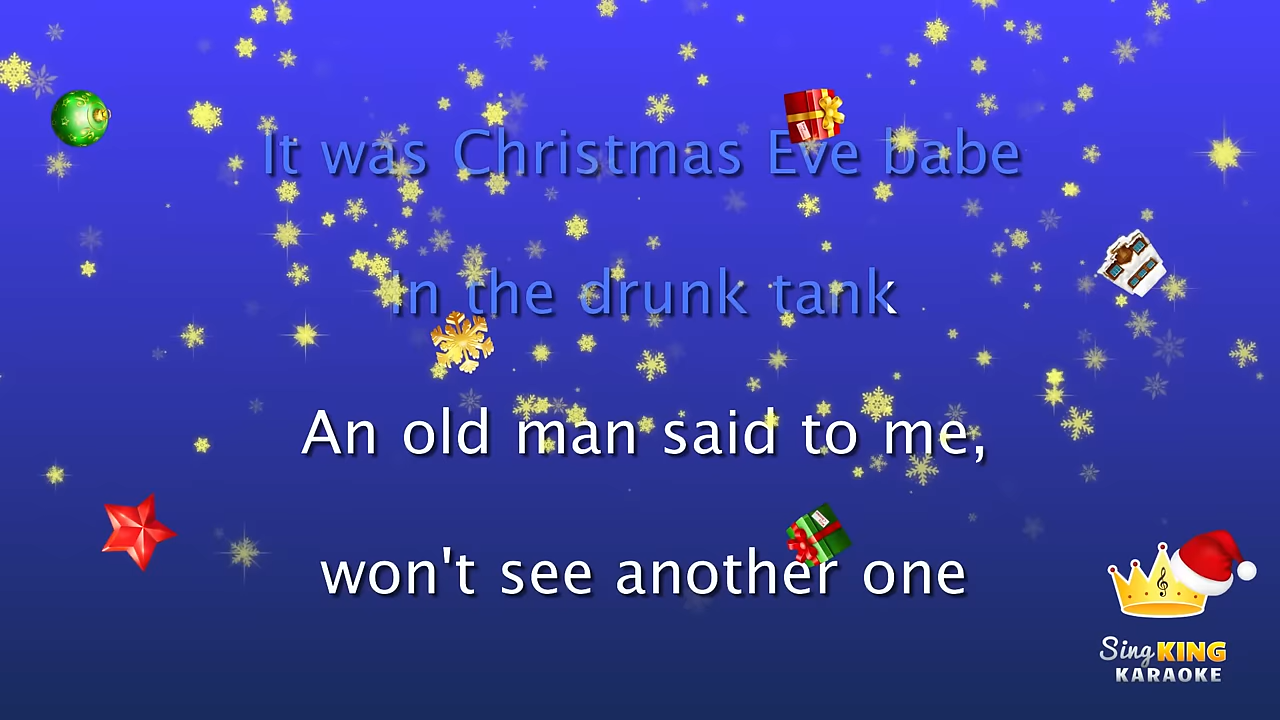 It was Christmas Eve babe
in the drunk tank
An old man said to me,
won't see another one
Sing KING
KARAOKE